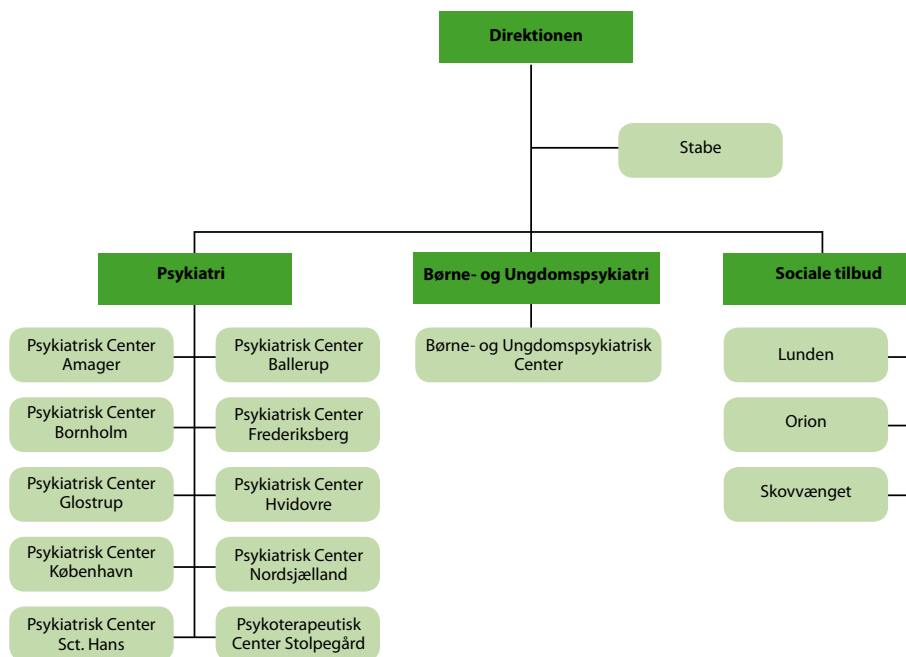 Direktionen
Stabe
Psykiatri
Børne- og Ungdomspsykiatri
Sociale tilbud
Psykiatrisk Center
Amager
Psykiatrisk Center
Ballerup
Børne- og Ungdomspsykiatrisk
Center
Lunden
Psykiatrisk Center
Bornholm
Psykiatrisk Center
Frederiksberg
Orion
Psykiatrisk Center
Glostrup
Psykiatrisk Center
Hvidovre
Skovvænget
Psykiatrisk Center
København
Psykiatrisk Center
Nordsjælland
Psykiatrisk Center
Sct. Hans
Psykoterapeutisk
Center Stolpegård